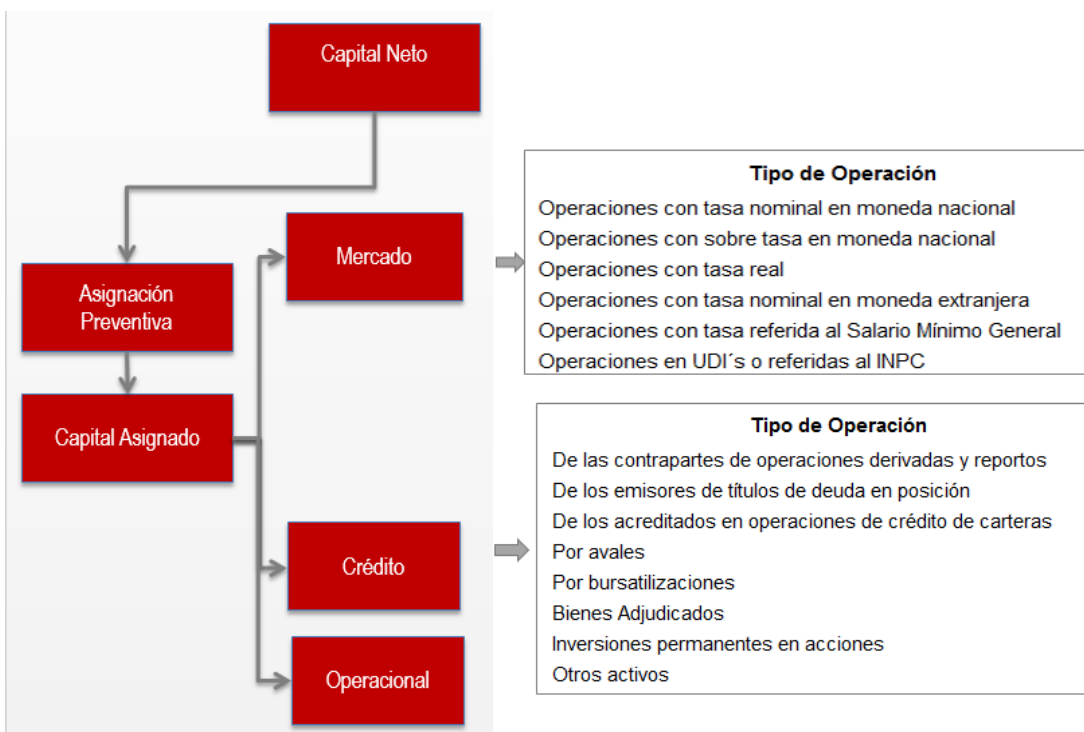 Capital Neto
Asignación
Preventiva
Capital Asignado
Mercado
Crédito
Operacional
Tipo de Operación
Operaciones con tasa nominal en moneda nacional
Operaciones con sobre tasa en moneda nacional
Operaciones con tasa real
Operaciones con tasa nominal en moneda extranjera
Operaciones con tasa referida al Salario Mínimo General
Operaciones en UDI´s o referidas al INPC
Tipo de Operación
De las contrapartes de operaciones derivadas y reportos
De los emisores de títulos de deuda en posición
De los acreditados en operaciones de crédito de carteras
Por avales
Por bursatilizaciones
Bienes Adjudicados
Inversiones permanentes en acciones
Otros activos